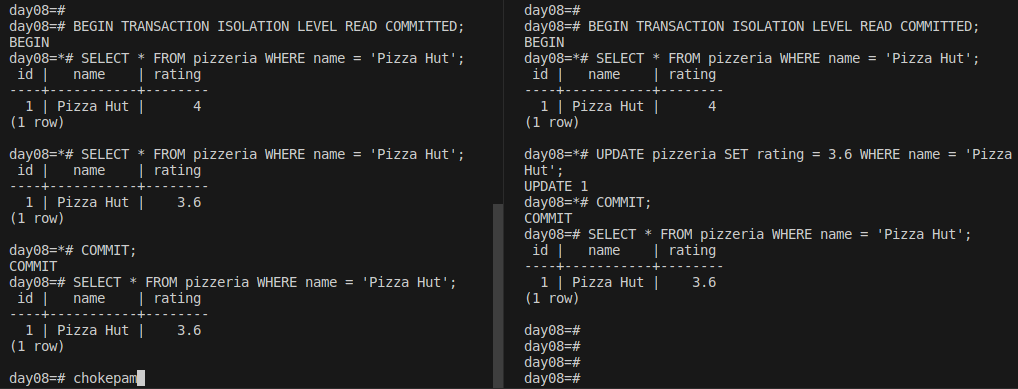 day08=#
day08=# BEGIN TRANSACTION ISOLATION LEVEL READ COMMITTED;
BEGIN
day08=*# SELECT * FROM pizzeria WHERE name = 'Pizza Hut';
 id |   name    | rating
----+-----------+--------
  1 | Pizza Hut |      4
(1 row)

day08=*# SELECT * FROM pizzeria WHERE name = 'Pizza Hut';
 id |   name    | rating
----+-----------+--------
  1 | Pizza Hut |    3.6
(1 row)

day08=*# COMMIT;
COMMIT
day08=# SELECT * FROM pizzeria WHERE name = 'Pizza Hut';
 id |   name    | rating
----+-----------+--------
  1 | Pizza Hut |    3.6
(1 row)

day08=# chokepam
day08=#
day08=# BEGIN TRANSACTION ISOLATION LEVEL READ COMMITTED;
BEGIN
day08=*# SELECT * FROM pizzeria WHERE name = 'Pizza Hut';
 id |   name    | rating
----+-----------+--------
  1 | Pizza Hut |      4
(1 row)

day08=*# UPDATE pizzeria SET rating = 3.6 WHERE name = 'Pizza
Hut';
UPDATE 1
day08=*# COMMIT;
COMMIT
day08=# SELECT * FROM pizzeria WHERE name = 'Pizza Hut';
 id |   name    | rating
----+-----------+--------
  1 | Pizza Hut |    3.6
(1 row)

day08=#
day08=#
day08=#
day08=#